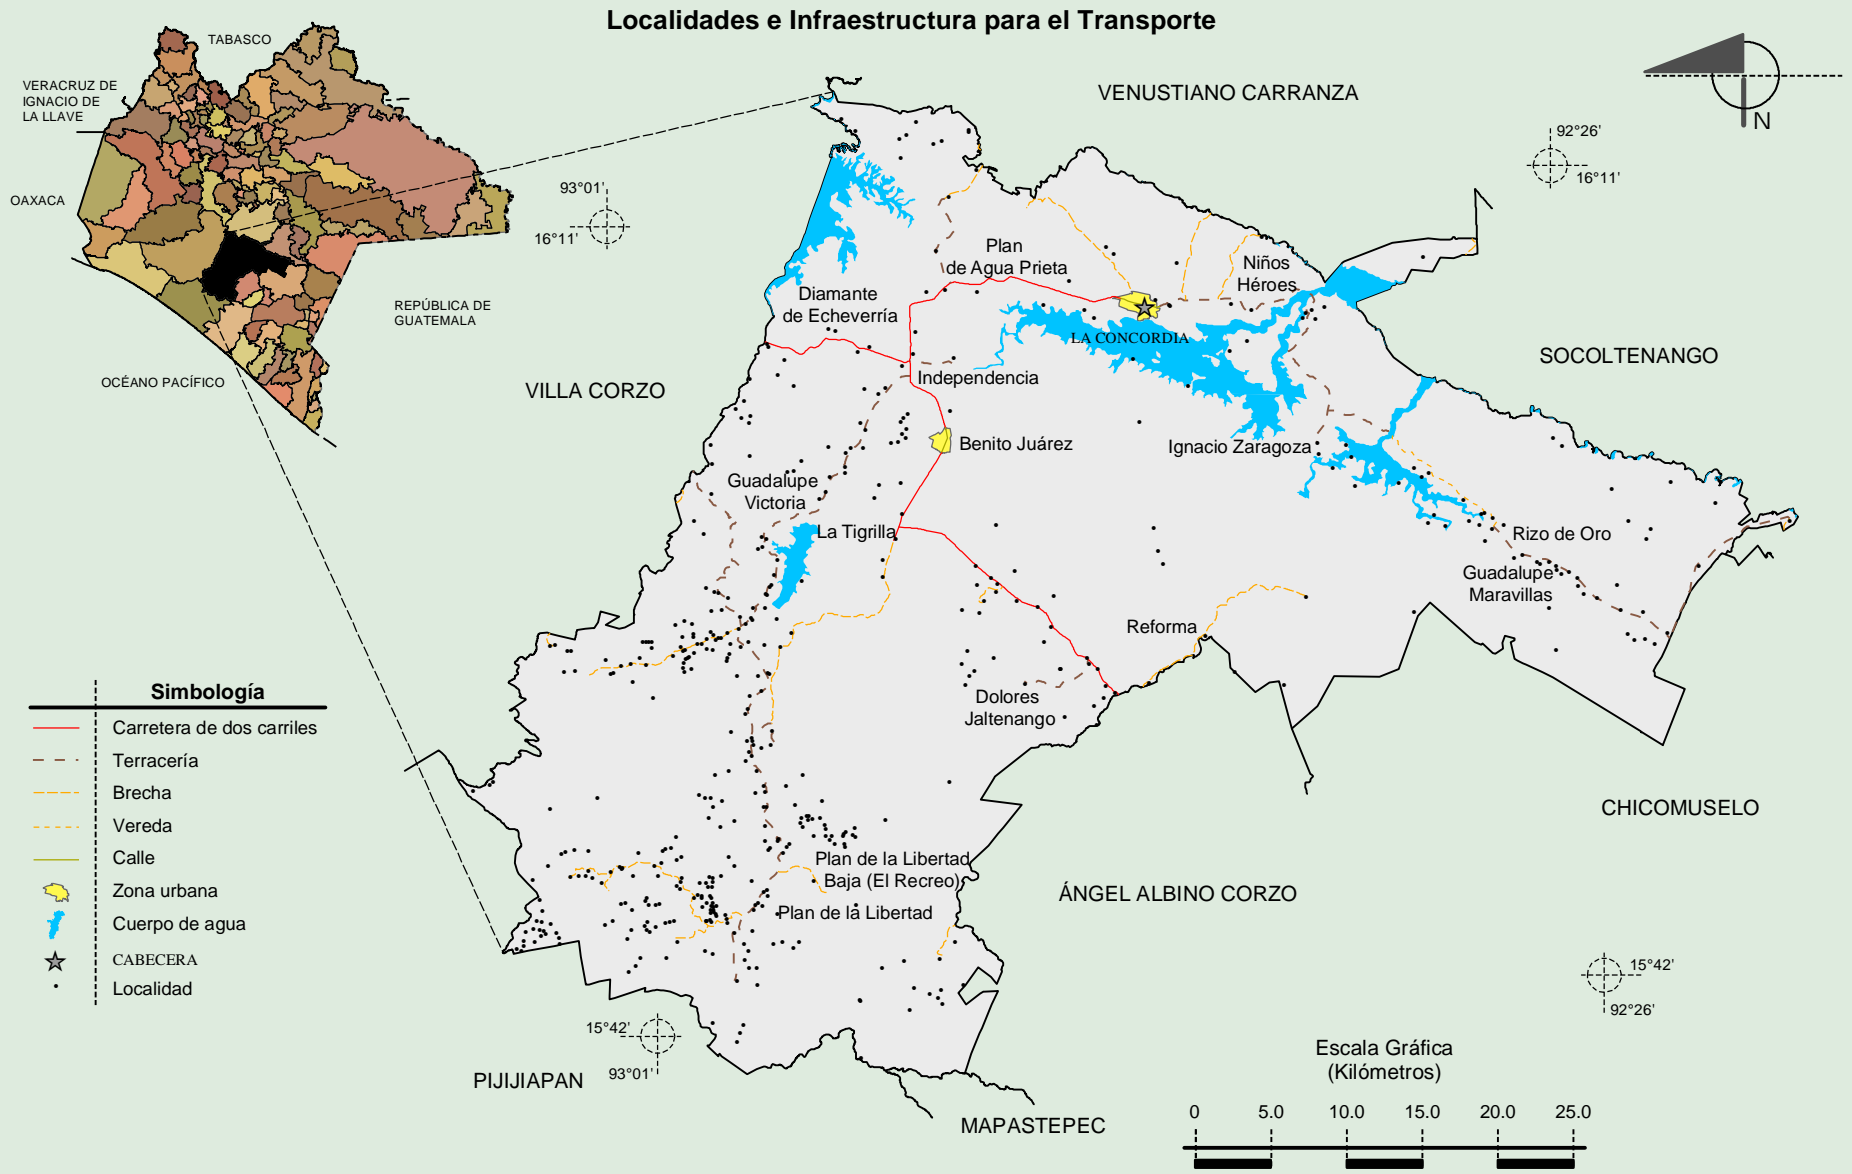 Localidades e Infraestructura para el Transporte
TABASCO
VERACRUZ DE
IGNACIO DE
LA LLAVE
OAXACA
REPÚBLICA DE
GUATEMALA
OCÉANO PACÍFICO
93°01'
16°11'
VENUSTIANO CARRANZA
N
92°26'
16°11'
Plan
de Agua Prieta
Niños
Héroes
Diamante
de Echeverría
LA CONCORDIA
SOCOLTENANGO
VILLA CORZO
Independencia
Benito Juárez
Ignacio Zaragoza
Guadalupe
Victoria
La Tigrilla
Rizo de Oro
Guadalupe
Maravillas
Reforma
Dolores
Jaltenango
CHICOMUSELO
Plan de la Libertad
Baja (El Recreo)
Plan de la Libertad
ÁNGEL ALBINO CORZO
Simbología
Carretera de dos carriles
Terracería
Brecha
Vereda
Calle
Zona urbana
Cuerpo de agua
CABECERA
Localidad
15°42'
93°01'
15°42'
92°26'
PIJIJIAPAN
MAPASTEPEC
Escala Gráfica
(Kilómetros)
0 5.0 10.0 15.0 20.0 25.0